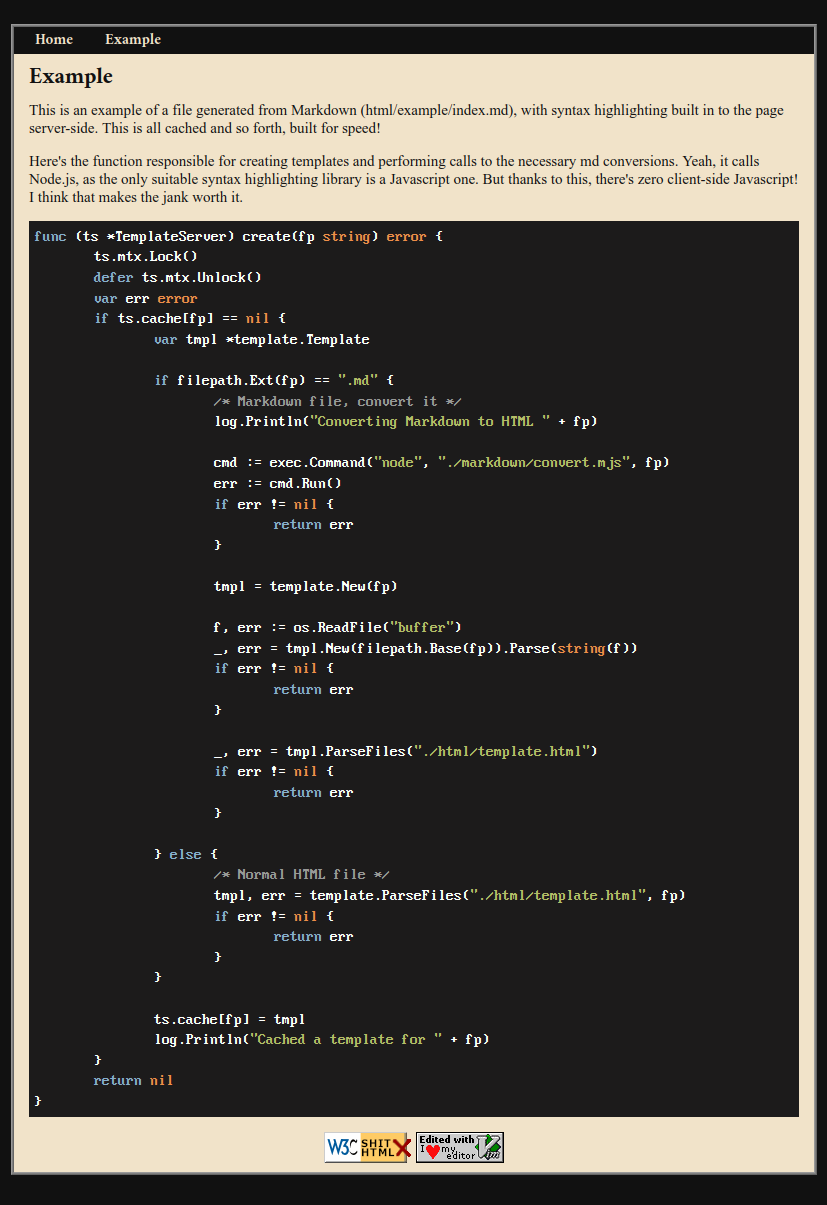 Home Example
Example
This is an example of a file generated from Markdown (html/example/index.md), with syntax highlighting built in to the page
server-side. This is all cached and so forth, built for speed!
Here's the function responsible for creating templates and performing calls to the necessary md conversions. Yeah, it calls
Node.js, as the only suitable syntax highlighting library is a Javascript one. But thanks to this, there's zero client-side Javascript!
I think that makes the jank worth it.
func (ts *TemplateServer) create(fp string) error {
ts.mtx.Lock()
defer ts.mtx.Unlock()
var err error
if ts.cache[fp] == nil {
var tmpl *template.Template
if filepath.Ext(fp) == ".md" {
/* Markdown file, convert it */
log.Println("Converting Markdown to HTML " + fp)
cmd := exec.Command("node", "./markdown/convert.mjs", fp)
err := cmd.Run()
if err != nil {
return err
}
tmpl = template.New(fp)
f, err := os.ReadFile("buffer")
_, err = tmpl.New(filepath.Base(fp)).Parse(string(f))
if err != nil {
return err
}
_, err = tmpl.ParseFiles("./html/template.html")
if err != nil {
return err
}
} else {
/* Normal HTML file */
tmpl, err = template.ParseFiles("./html/template.html", fp)
if err != nil {
return err
}
}
ts.cache[fp] = tmpl
log.Println("Cached a template for " + fp)
}
return nil
}
W3C SHIT HTML X
Edited with
I my
editor Vim